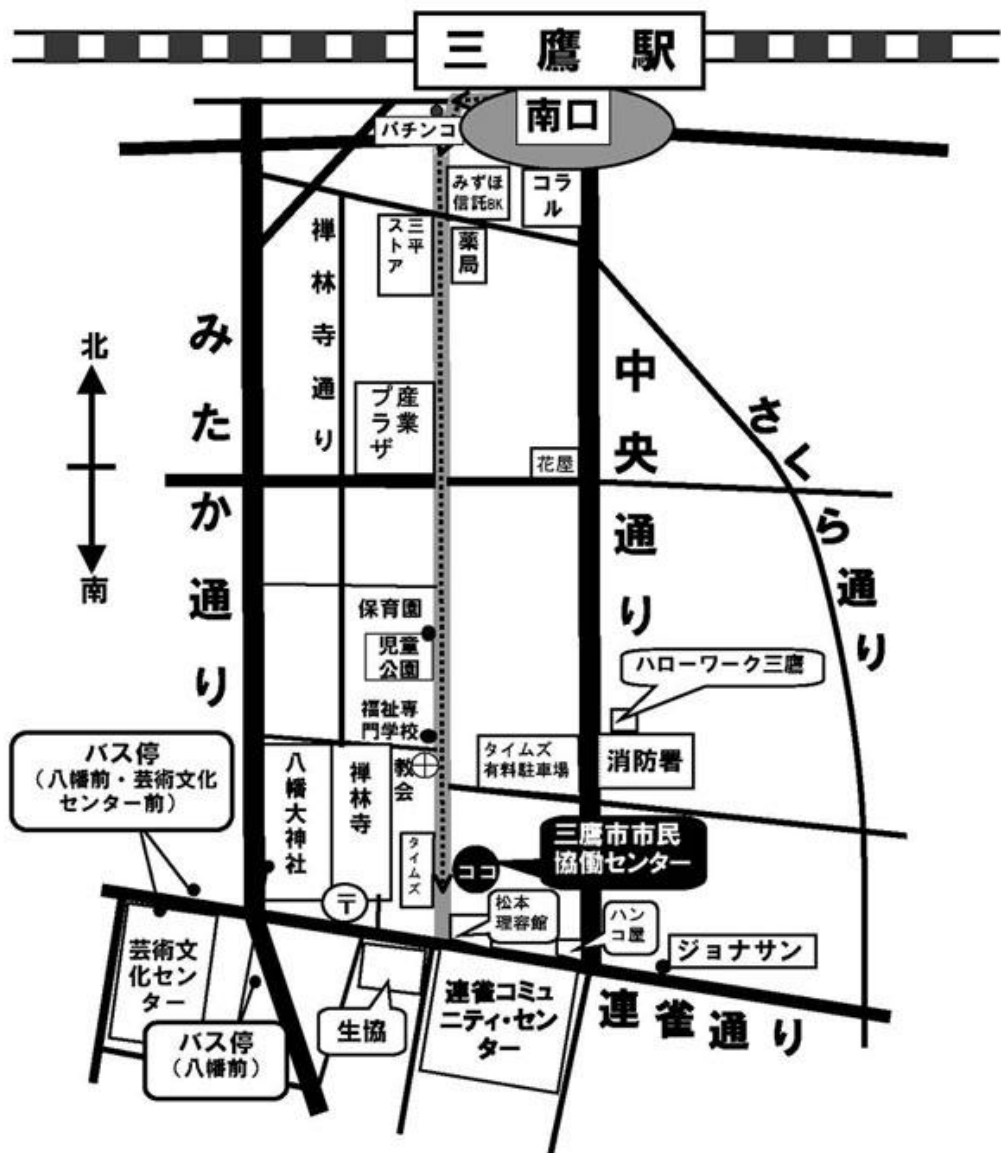 三鷹駅
南口
パチンコ
みずほ
信託BK
コラ
ル
三平
ストア
薬局
禅林寺通り
北
南
みたか通り
産業
プラザ
中央通り
さくら通り
花屋
保育園
児童
公園
ハローワーク三鷹
福祉専
門学校
タイムズ
有料駐車場
消防署
バス停
(八幡前・芸術文化
センター前)
八幡大神社
禅林寺
教会
タイムズ
ココ
三鷹市市民
協働センター
〒
松本
理容館
ハン
コ屋
ジョナサン
芸術文
化セン
ター
バス停
(八幡前)
生協
連雀コミュ
ニティ・セン
ター
連雀通り